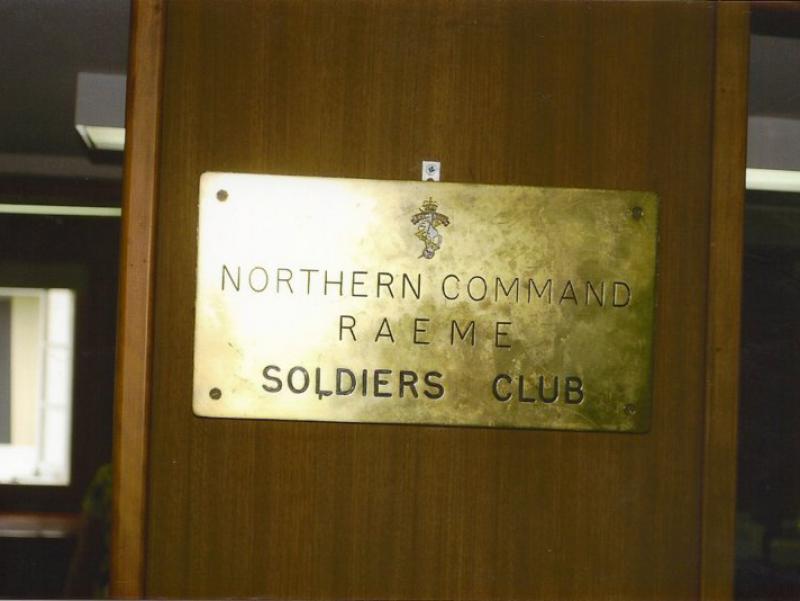 NORTHERN COMMAND
RAEME
SOLDIERS CLUB